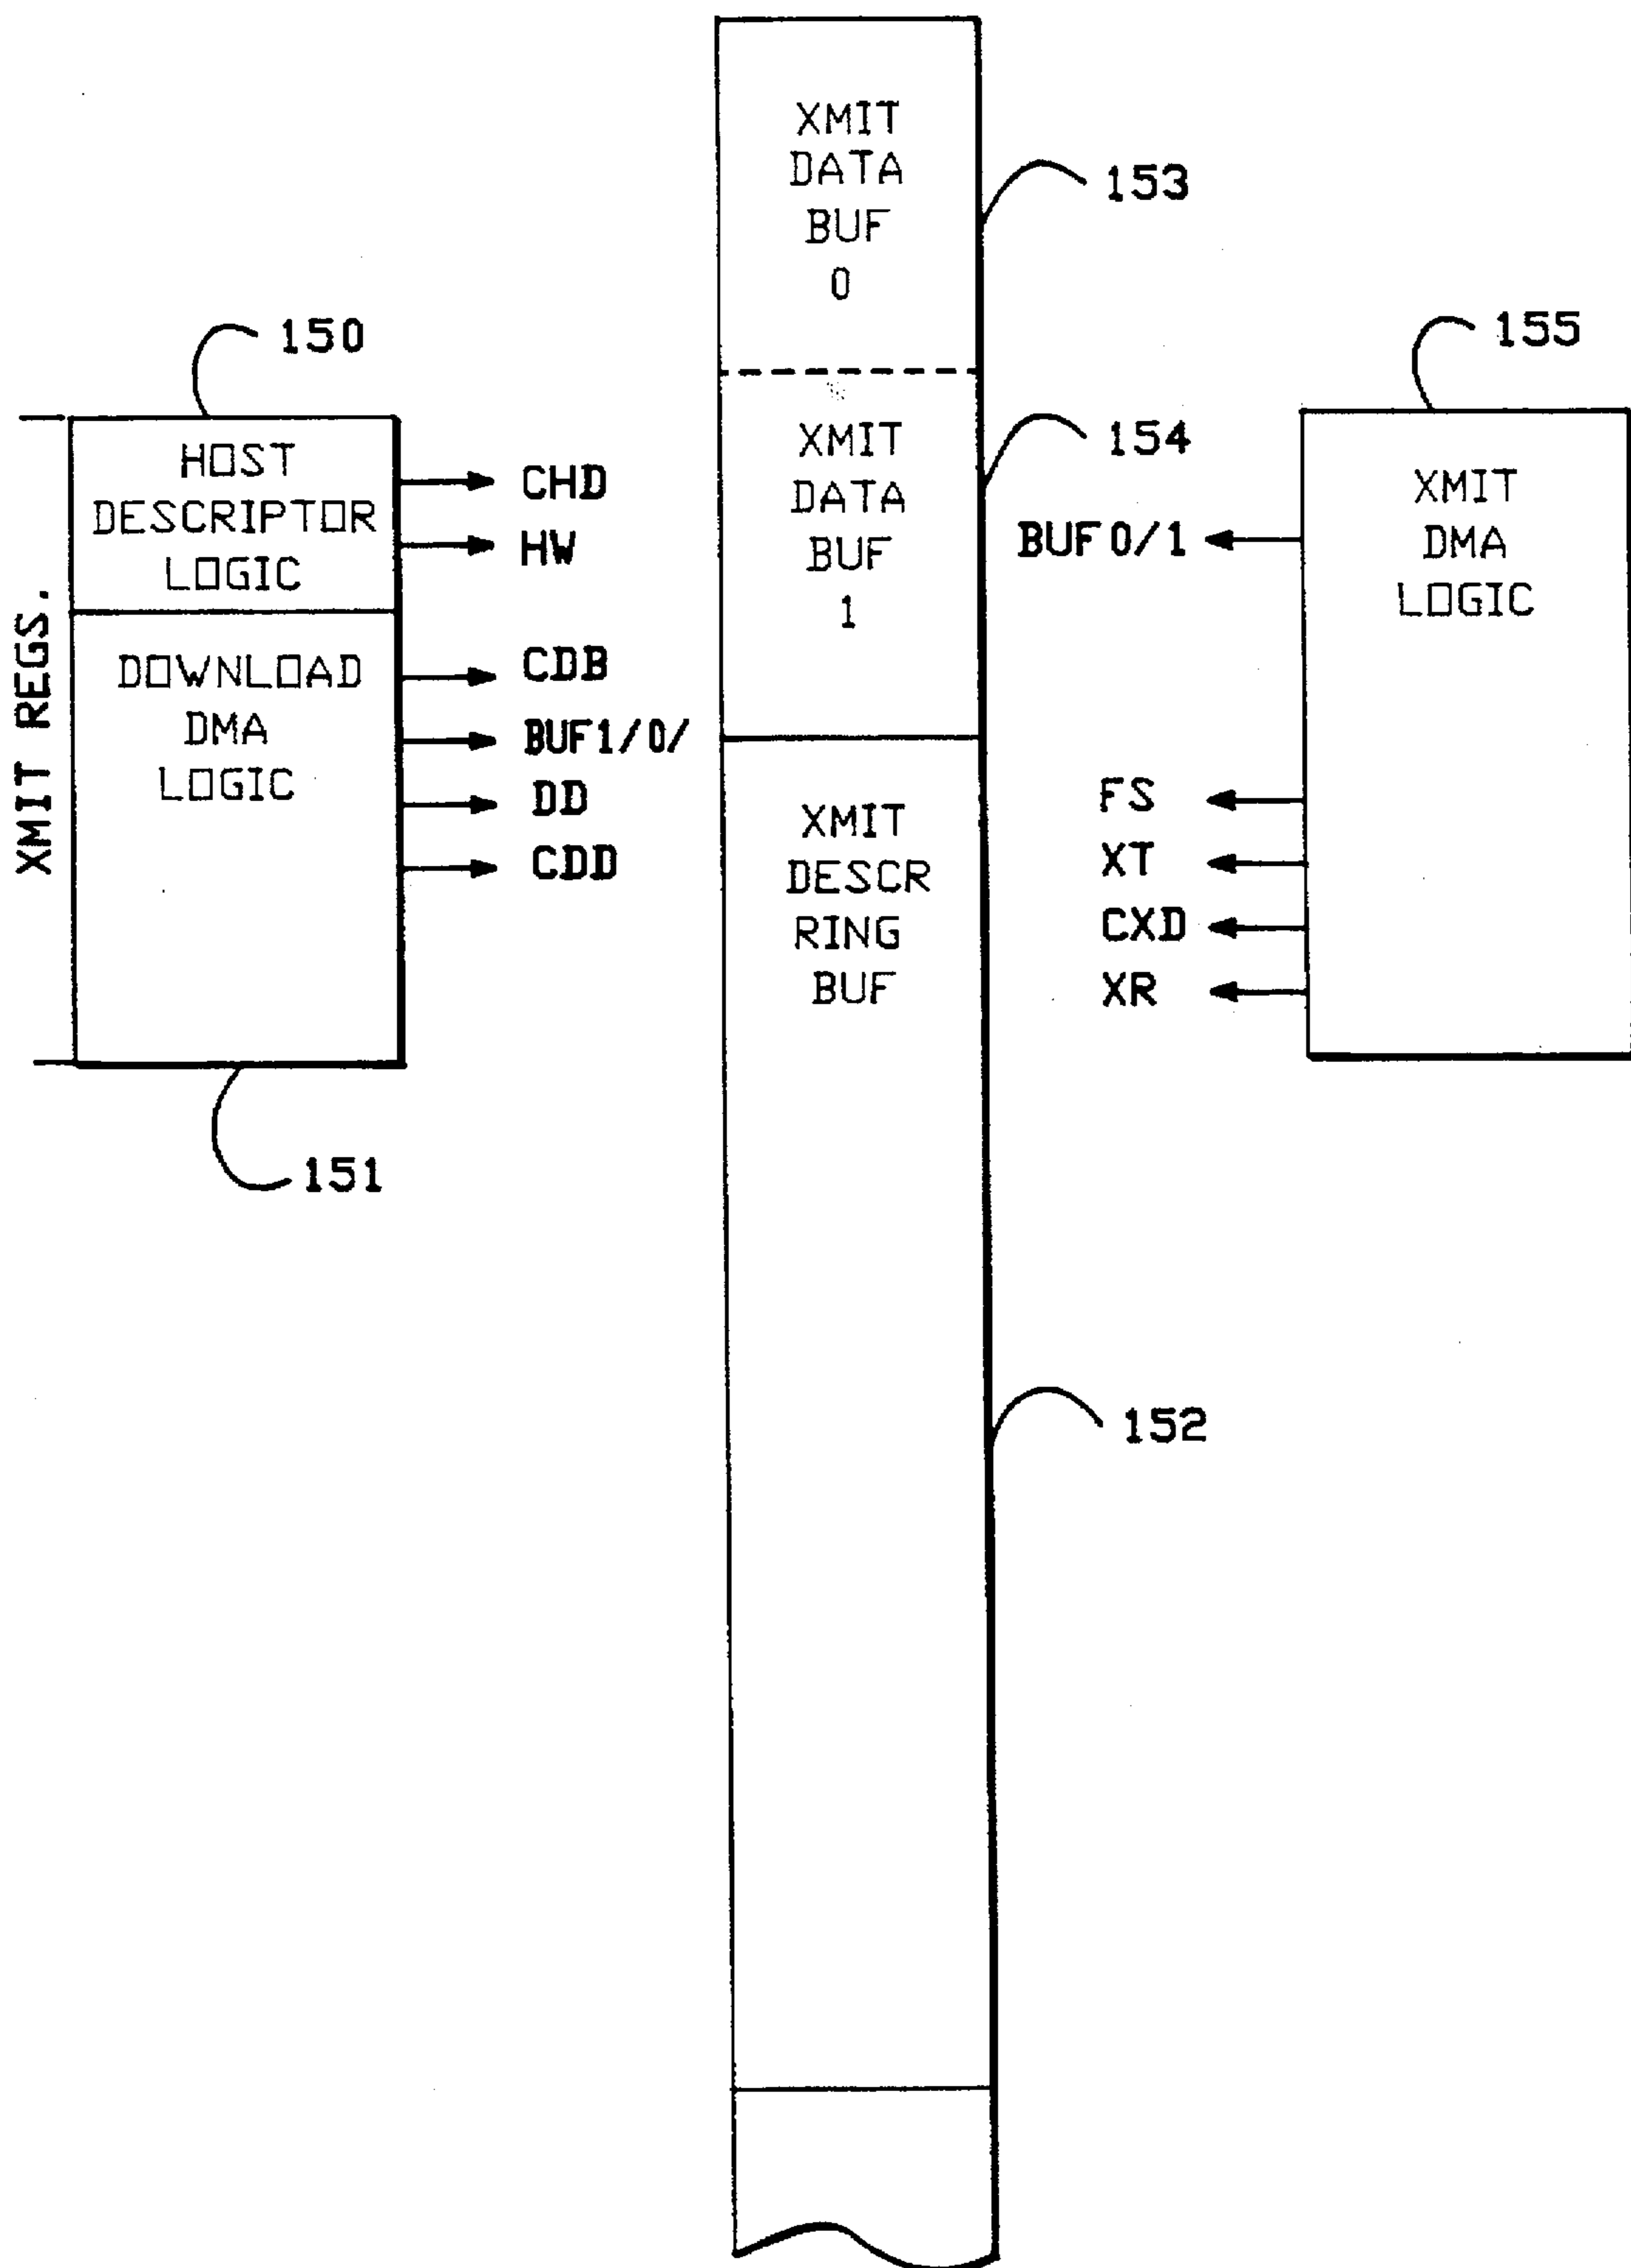 XMIT
DATA
BUF
0
153
150
155
HOST
DESCRIPTOR
LOGIC
CHD
HW
XMIT
DATA
BUF
1
154
BUF0/1
XMIT
DMA
LOGIC
XMIT REGS.
DOWNLOAD
DMA
LOGIC
CDB
BUF1/0/
DD
CDD
XMIT
DESCR
RING
BUF
FS
XT
CXD
XR
151
152